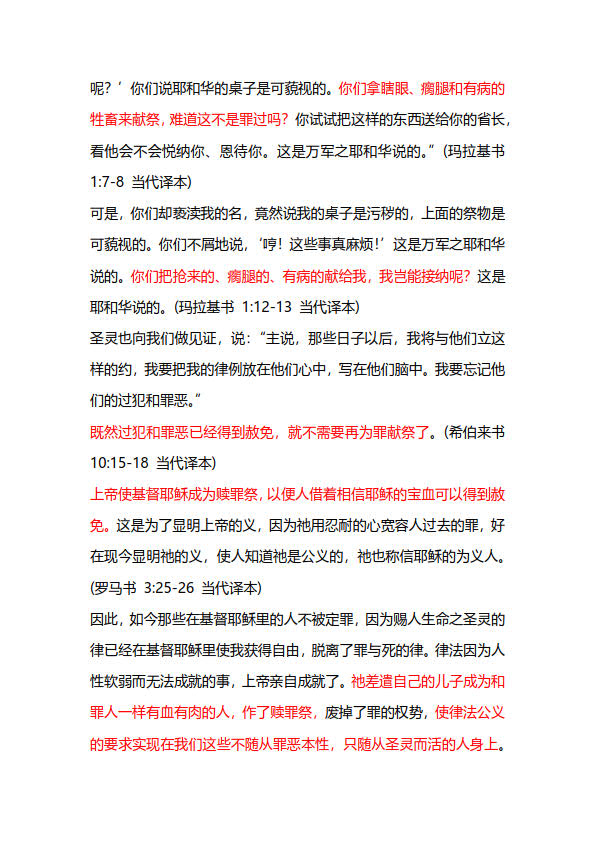 呢？’你们说耶和华的桌子是可藐视的。你们拿瞎眼、瘸腿和有病的
牲畜来献祭，难道这不是罪过吗？你试试把这样的东西送给你的省长，
看他会不会悦纳你、恩待你。这是万军之耶和华说的。”(玛拉基书
1:7-8 当代译本)
可是，你们却亵渎我的名，竟然说我的桌子是污秽的，上面的祭物是
可藐视的。你们不屑地说，‘哼！这些事真麻烦！’这是万军之耶和华
说的。你们把抢来的、瘸腿的、有病的献给我，我岂能接纳呢？这是
耶和华说的。(玛拉基书 1:12-13 当代译本)
圣灵也向我们做见证，说：“主说，那些日子以后，我将与他们立这
样的约，我要把我的律例放在他们心中，写在他们脑中。我要忘记他
们的过犯和罪恶。”
既然过犯和罪恶已经得到赦免，就不需要再为罪献祭了。(希伯来书
10:15-18 当代译本)
上帝使基督耶稣成为赎罪祭，以便人借着相信耶稣的宝血可以得到赦
免。这是为了显明上帝的义，因为祂用忍耐的心宽容人过去的罪，好
在现今显明祂的义，使人知道祂是公义的，祂也称信耶稣的为义人。
(罗马书 3:25-26 当代译本)
因此，如今那些在基督耶稣里的人不被定罪，因为赐人生命之圣灵的
律已经在基督耶稣里使我获得自由，脱离了罪与死的律。律法因为人
性软弱而无法成就的事，上帝亲自成就了。祂差遣自己的儿子成为和
罪人一样有血有肉的人，作了赎罪祭，废掉了罪的权势，使律法公义
的要求实现在我们这些不随从罪恶本性，只随从圣灵而活的人身上。